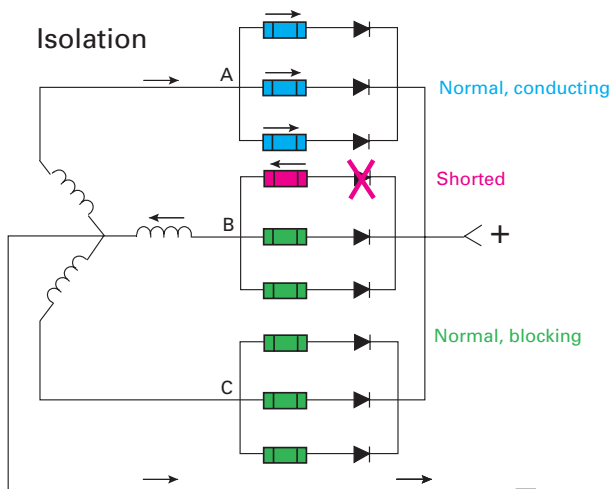 Isolation
A
Normal, conducting
Shorted
B
+
Normal, blocking
C